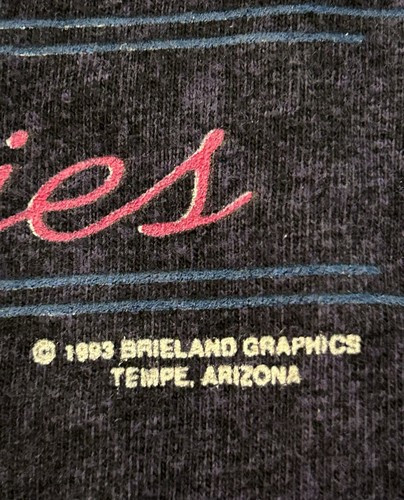 ies
© 1993 BRIELAND GRAPHICS
TEMPE, ARIZONA